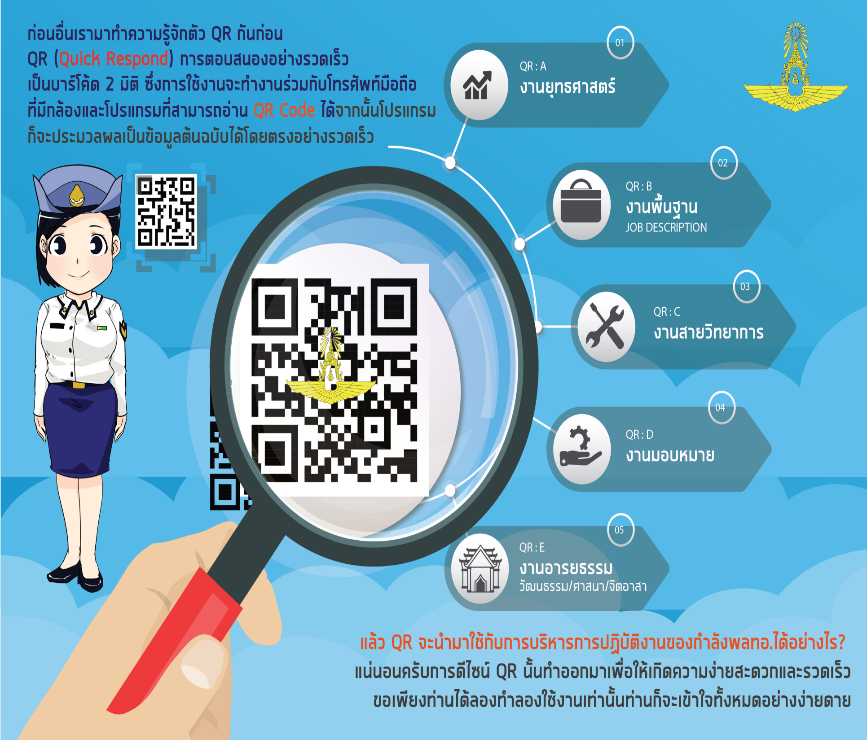 ก่อนอื่นเรามาทำความรู้จักตัว QR กันก่อน
QR (Quick Respond) การตอบสนองอย่างรวดเร็ว
เป็นบาร์โค้ด 2 มิติ ซึ่งการใช้งานจะทำงานร่วมกับโทรศัพท์มือถือ
ที่มีกล้องและโปรแกรมที่สามารถอ่าน QR Code ได้จากนั้นโปรแกรม
ก็จะประมวลผลเป็นข้อมูลต้นฉบับได้โดยตรงอย่างรวดเร็ว
01
QR : A
งานยุทธศาสตร์
02
QR : B
งานพื้นฐาน
JOB DESCRIPTION
03
QR : C
งานสายวิทยาการ
04
QR : D
งานมอบหมาย
05
QR : E
งานอารยธรรม
วัฒนธรรม/ศาสนา/จิตอาสา
แล้ว QR จะนำมาใช้กับการบริหารการปฏิบัติงานของกำลังพลทอ.ได้อย่างไร?
แน่นอนครับการดีไซน์ QR นั้นทำออกมาเพื่อให้เกิดความง่ายสะดวกและรวดเร็ว
ขอเพียงท่านได้ลองทำลองใช้งานเท่านั้นท่านก็จะเข้าใจทั้งหมดอย่างง่ายดาย